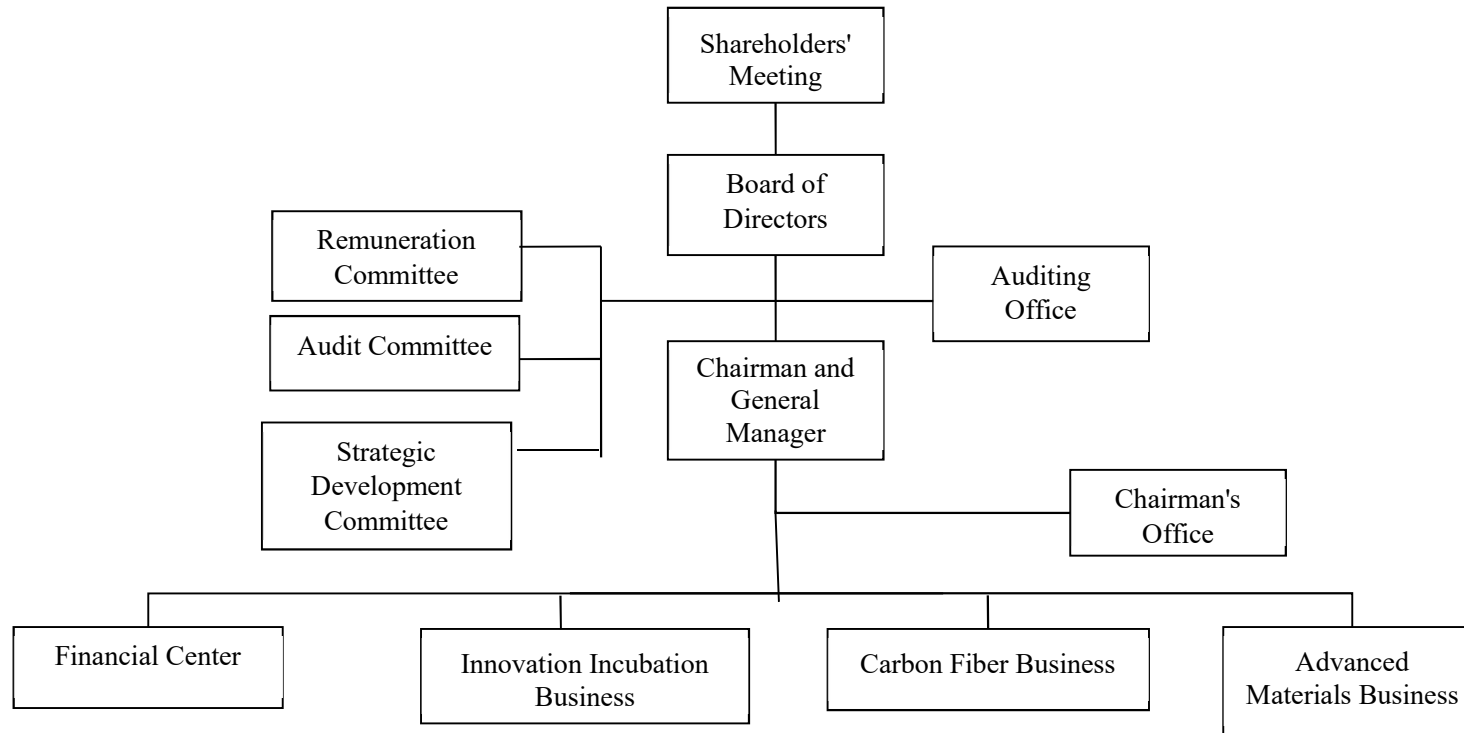 Shareholders'
Meeting
Board of
Directors
Remuneration
Committee
Auditing
Office
Audit Committee
Chairman and
General
Manager
Strategic
Development
Committee
Chairman's
Office
Financial Center
Innovation Incubation
Business
Carbon Fiber Business
Advanced
Materials Business